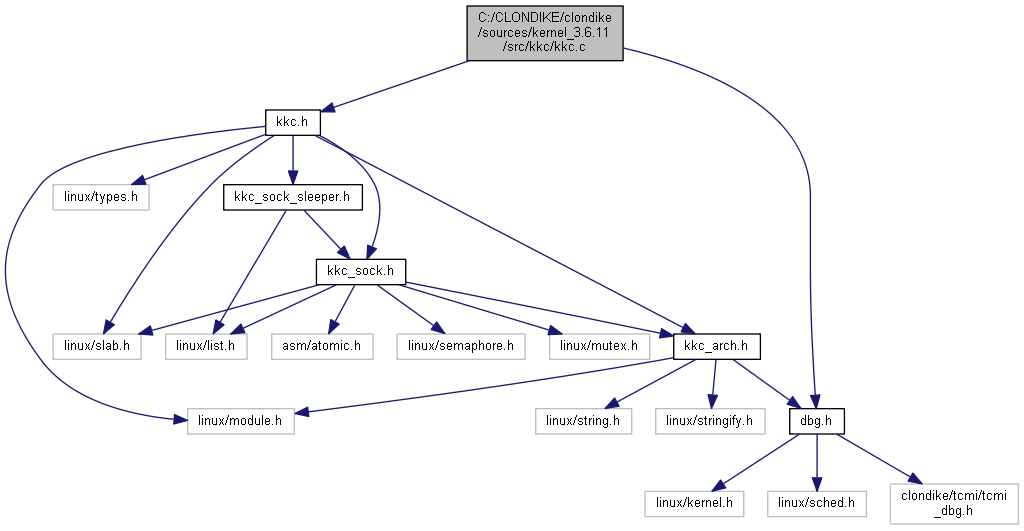 C:/CLONDIKE/clondike
/sources/kernel_3.6.11
/src/kkc/kkc.c
kkc.h
linux/types.h
kkc_sock_sleeper.h
kkc_sock.h
linux/slab.h
linux/list.h
asm/atomic.h
linux/semaphore.h
linux/mutex.h
kkc_arch.h
linux/module.h
linux/string.h
linux/stringify.h
dbg.h
linux/kernel.h
linux/sched.h
clondike/tcmi/tcmi
_dbg.h